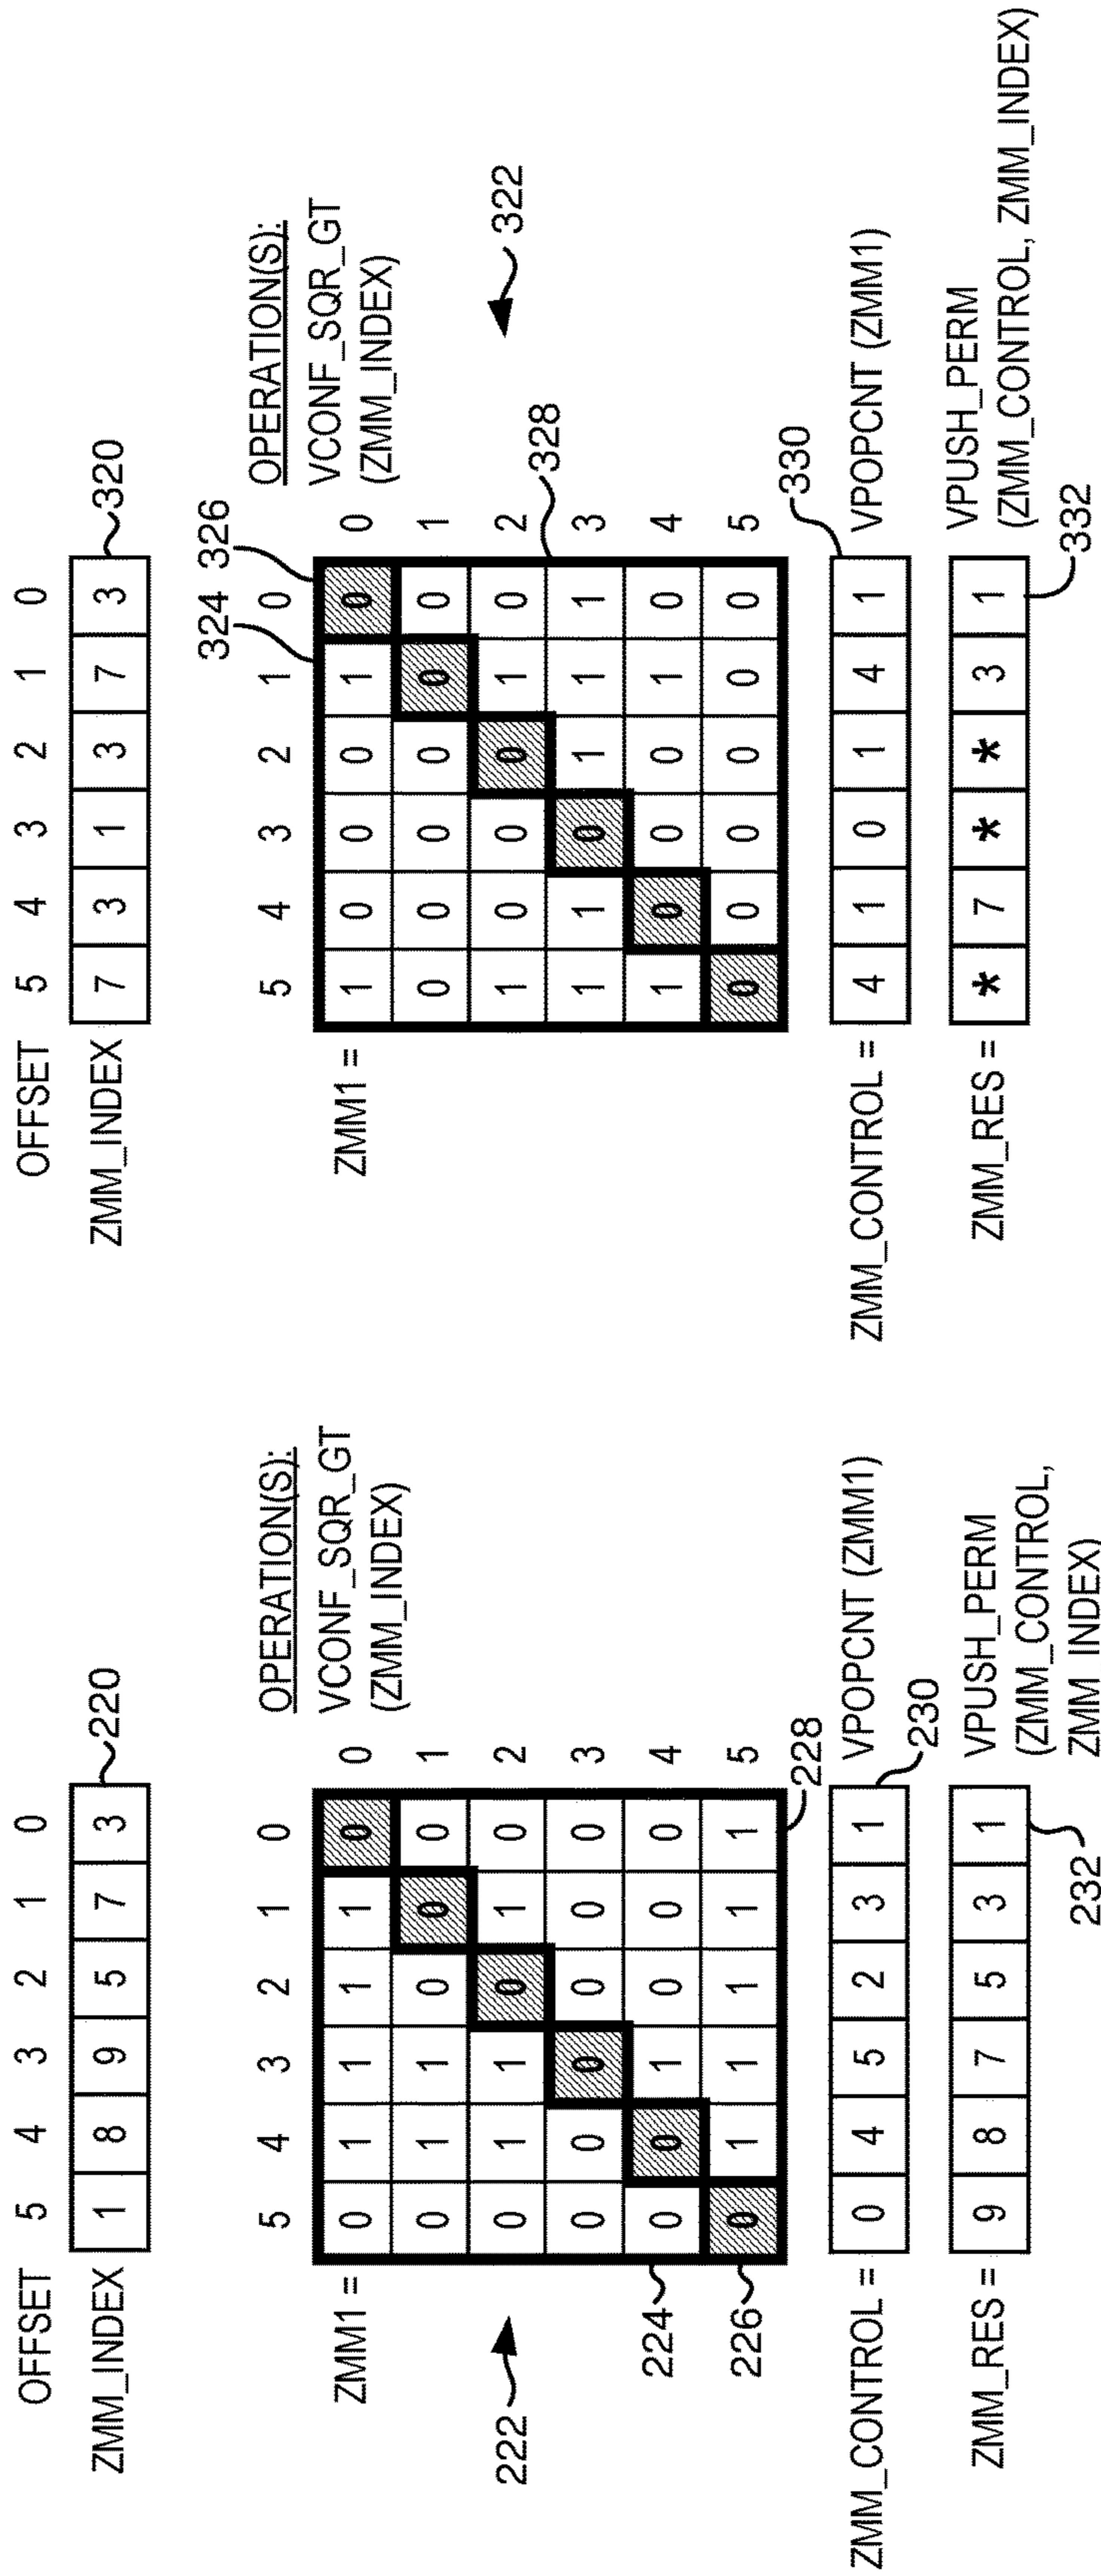 OFFSET 5 4 3 2 1 0
ZMM_INDEX 1 8 9 5 7 3 220
OPERATION(S):
VCONF_SQR_GT
(ZMM_INDEX)
5 4 3 2 1 0
ZMM1 = 0 1 1 1 1 0 0
0 1 1 0 0 0 1
222 0 1 1 0 1 0 2
0 0 0 0 0 0 3
224 0 0 1 0 0 0 4
226 0 1 1 1 1 1 5
228
ZMM_CONTROL = 0 4 5 2 3 1 VPOPCNT (ZMM1)
230
ZMM_RES = 9 8 7 5 3 1 VPUSH_PERM
(ZMM_CONTROL,
ZMM INDEX)
232
OFFSET 5 4 3 2 1 0
ZMM_INDEX 7 3 1 3 7 3 320
324 326
OPERATION(S):
VCONF_SQR_GT
(ZMM_INDEX)
5 4 3 2 1 0
ZMM1 = 1 0 0 0 1 0 0
0 0 0 0 0 0 1
1 0 0 0 1 0 2 322
1 1 0 1 1 1 3
328
1 0 0 0 1 0 4
0 0 0 0 0 0 5
330
ZMM_CONTROL = 4 1 0 1 4 1 VPOPCNT (ZMM1)
ZMM_RES = * 7 * * 3 1 VPUSH_PERM
(ZMM_CONTROL, ZMM_INDEX)
332